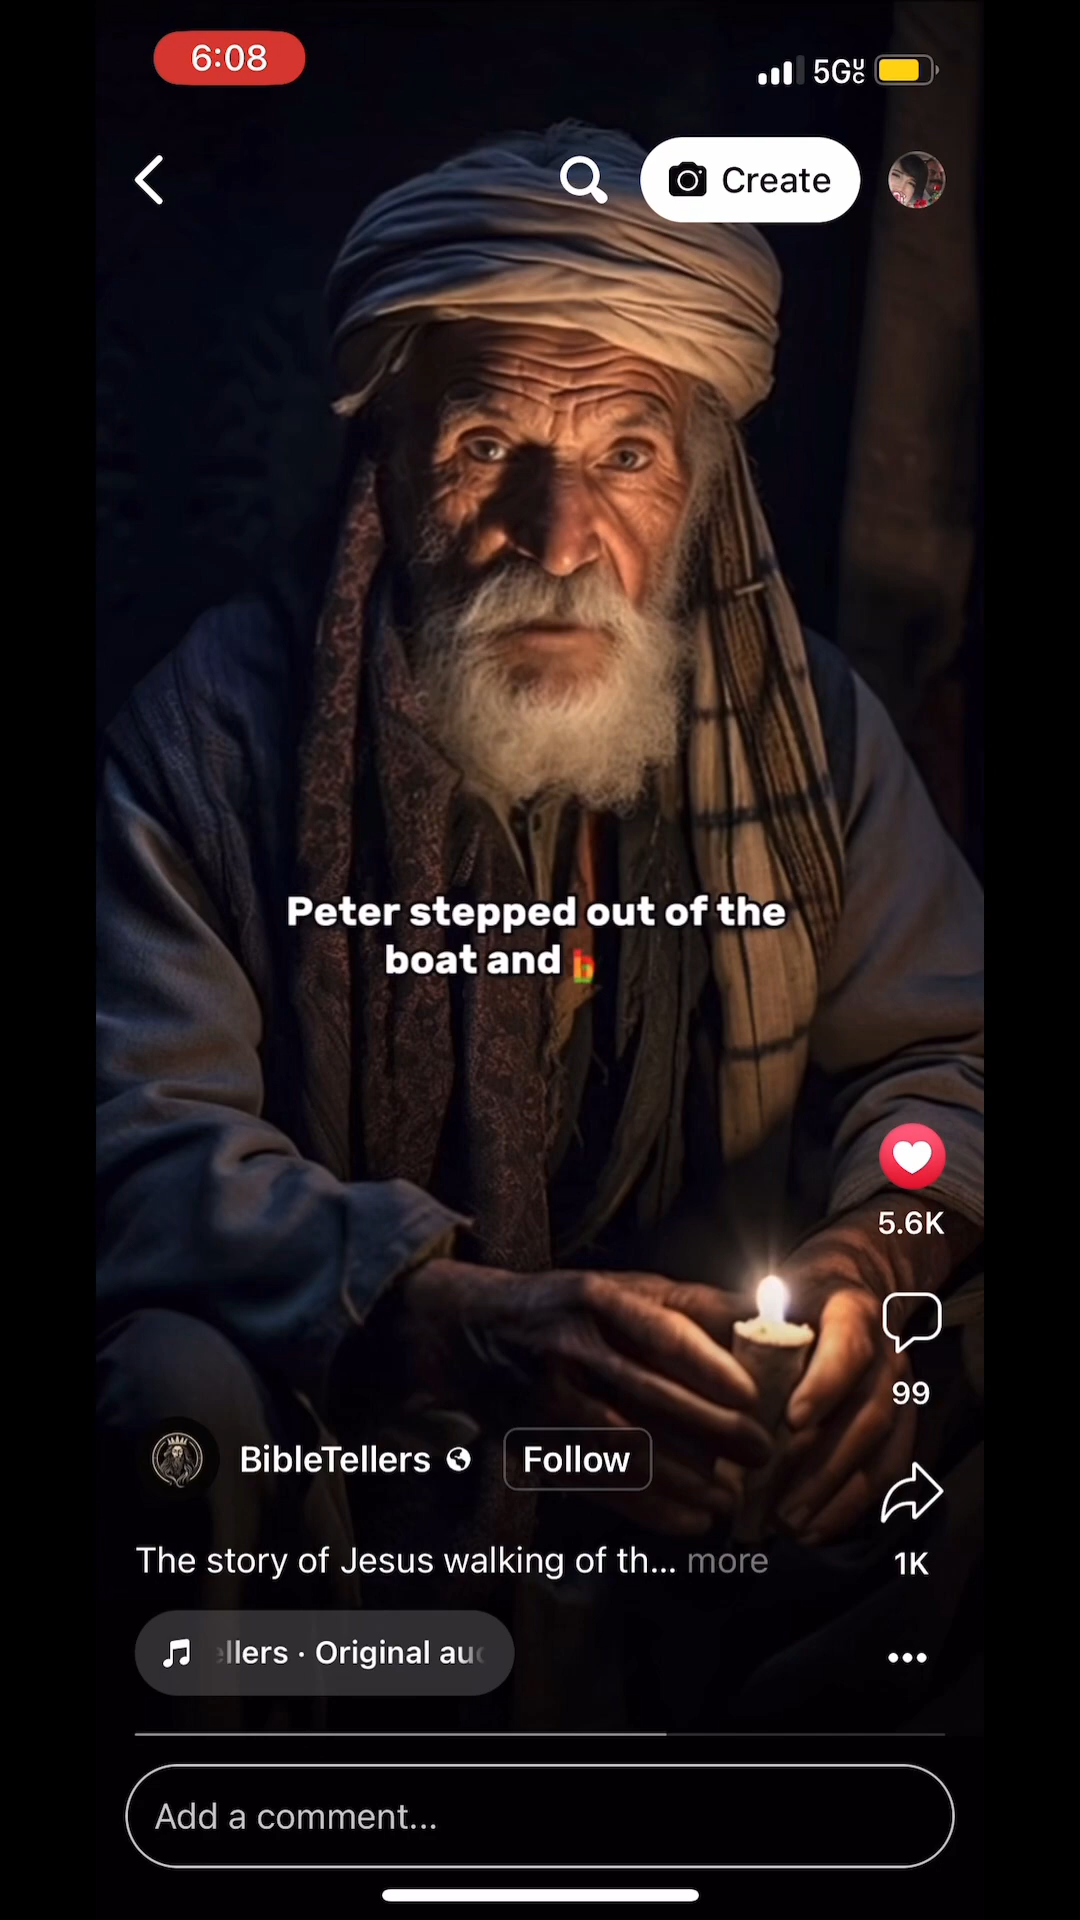 6:08
5G
Create
Peter stepped out of the
boat and b
5.6K
99
BibleTellers
Follow
The story of Jesus walking of th... more
1K
ellers · Original au
Add a comment...